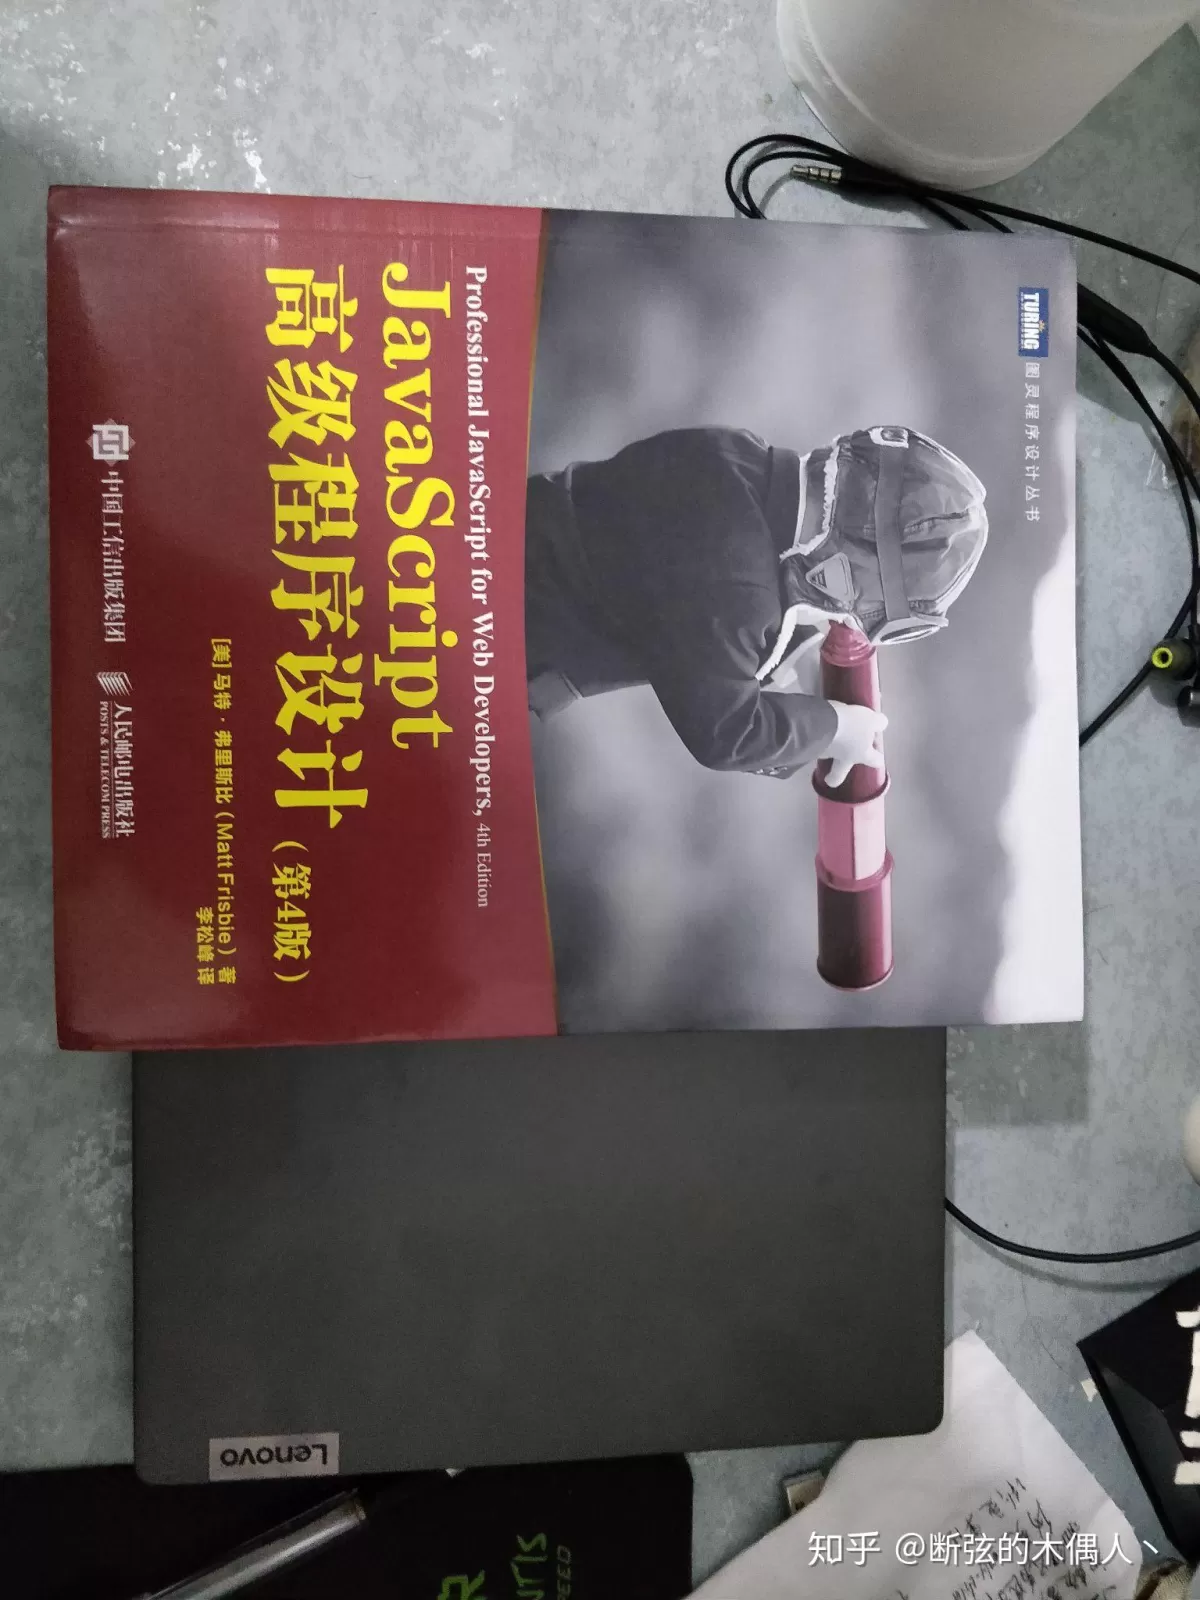 TURING
图灵程序设计丛书
Professional JavaScript for Web Developers, 4th Edition
JavaScript
高级程序设计（第4版）
[美] 马特·弗里斯比（Matt Frisbie）著
李松峰 译
中国工信出版集团
人民邮电出版社
POSTS & TELECOM PRESS
Lenovo
知乎 @断弦的木偶人丶